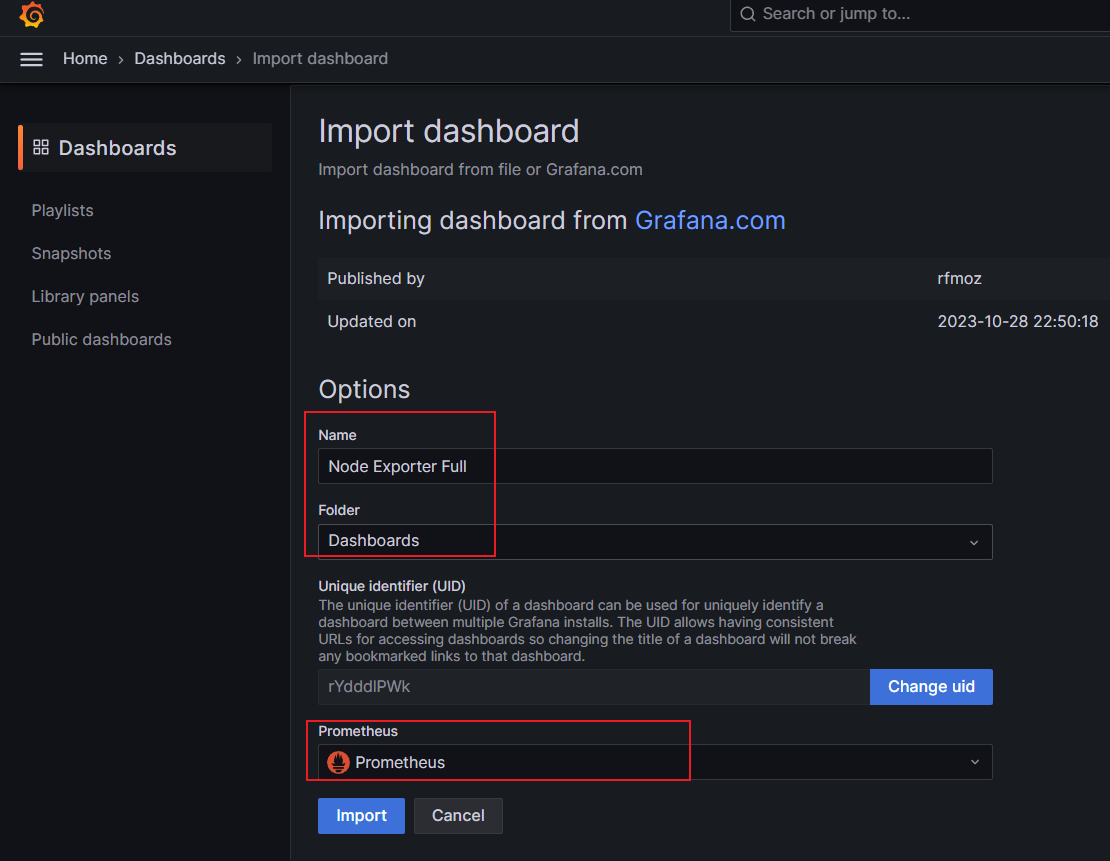 Search or jump to...
Home › Dashboards › Import dashboard
Dashboards
Playlists
Snapshots
Library panels
Public dashboards
Import dashboard
Import dashboard from file or Grafana.com
Importing dashboard from Grafana.com
Published by rfmoz
Updated on 2023-10-28 22:50:18
Options
Name
Node Exporter Full
Folder
Dashboards
Unique identifier (UID)
The unique identifier (UID) of a dashboard can be used for uniquely identify a
dashboard between multiple Grafana installs. The UID allows having consistent
URLs for accessing dashboards so changing the title of a dashboard will not break
any bookmarked links to that dashboard.
rYdddlPWk Change uid
Prometheus
Prometheus
Import Cancel